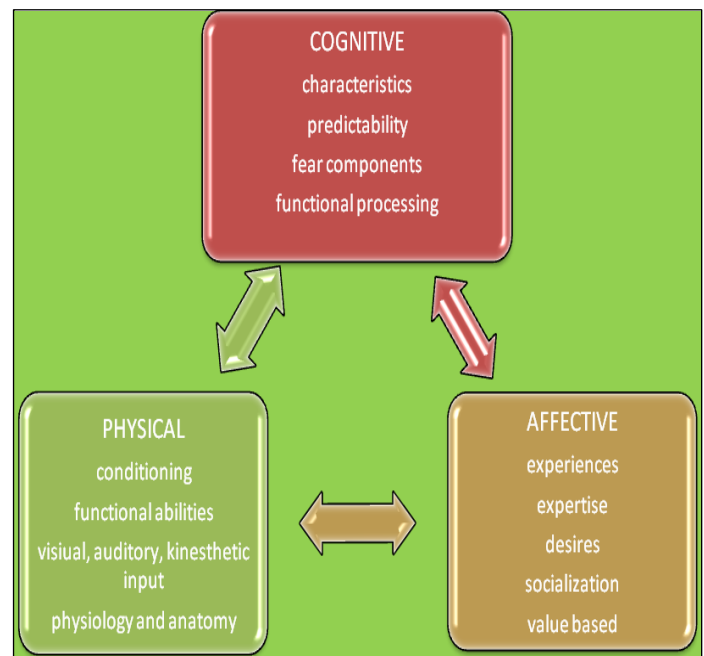 COGNITIVE
characteristics
predictability
fear components
functional processing
PHYSICAL
conditioning
functional abilities
visiual, auditory, kinesthetic
input
physiology and anatomy
AFFECTIVE
experiences
expertise
desires
socialization
value based